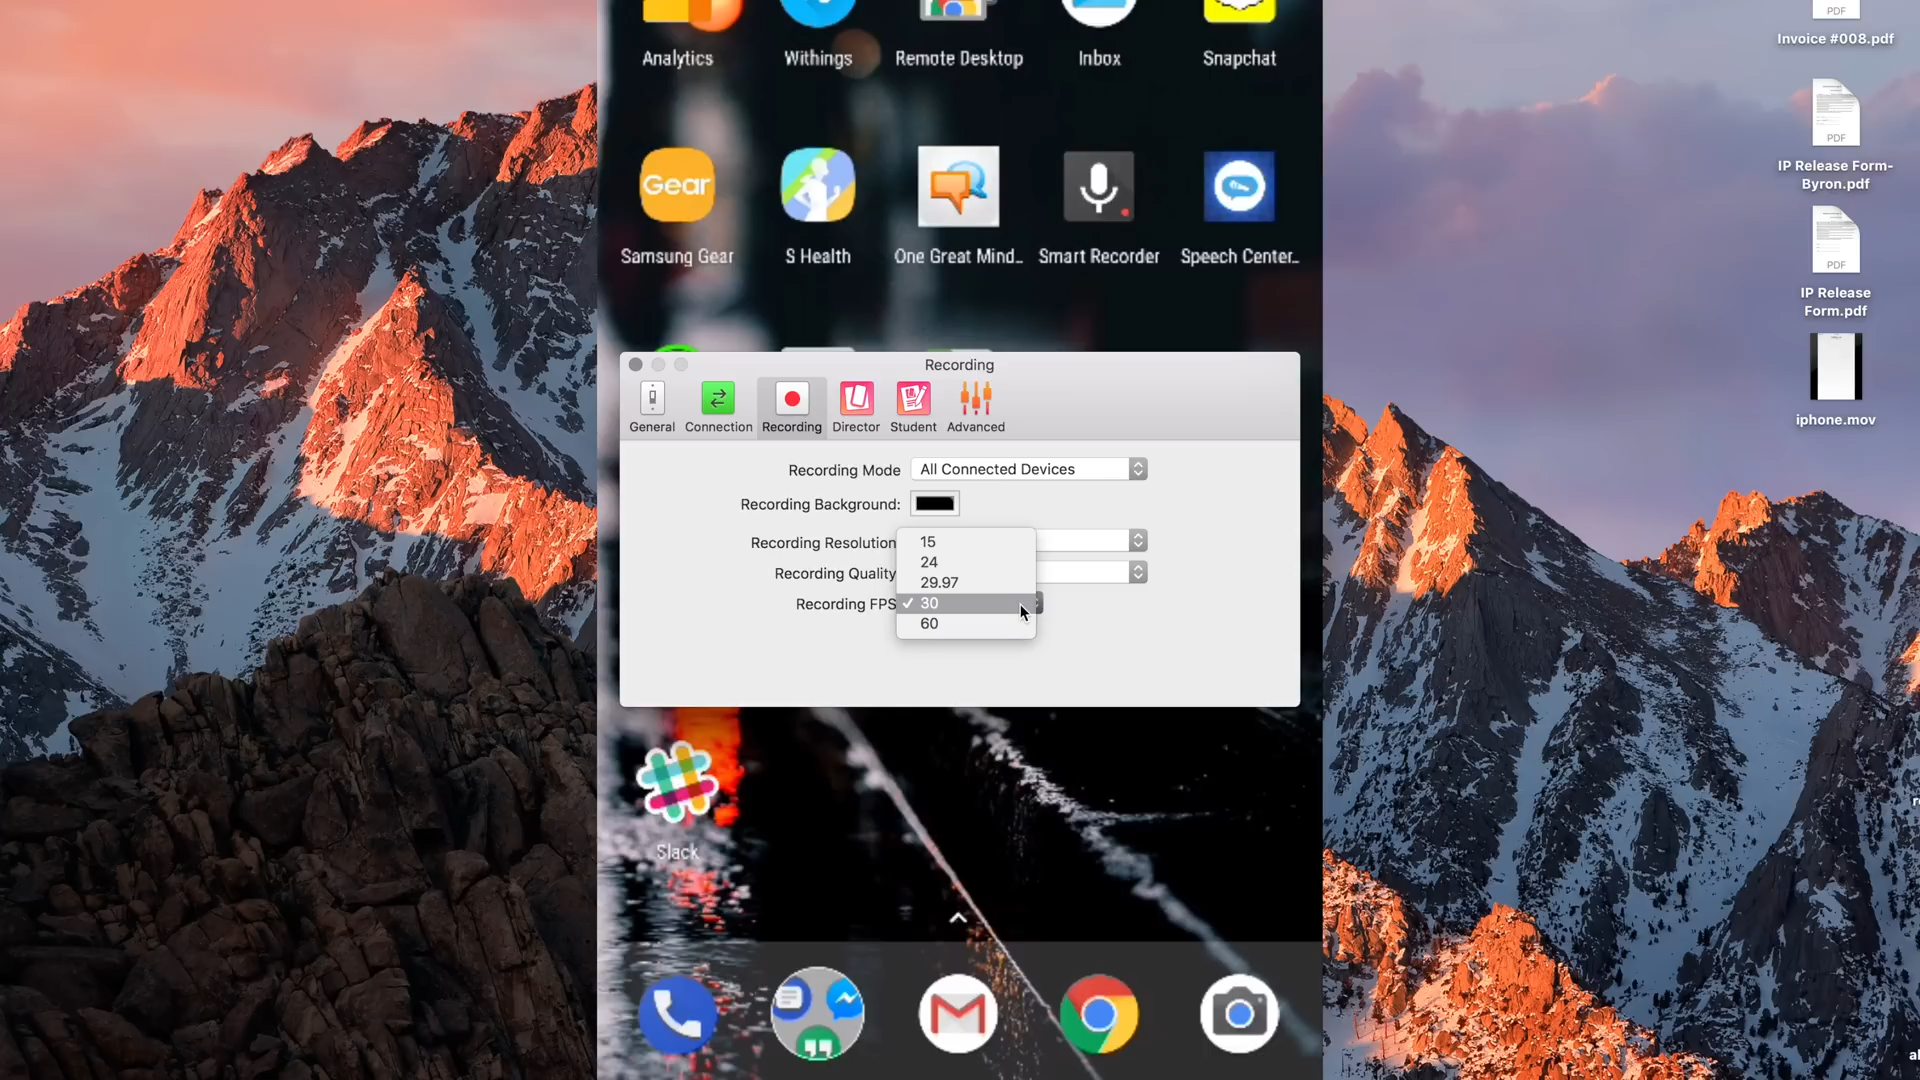 Analytics
Withings
Remote Desktop
Inbox
Snapchat
PDF
Invoice #008.pdf
PDF
IP Release Form-
Byron.pdf
PDF
IP Release
Form.pdf
iphone.mov
Gear
Samsung Gear
S Health
One Great Mind...
Smart Recorder
Speech Center...
Recording
General
Connection
Recording
Director
Student
Advanced
Recording Mode
All Connected Devices
Recording Background:
Recording Resolution
Recording Quality
Recording FPS
15
24
29.97
✓ 30
60
Slack